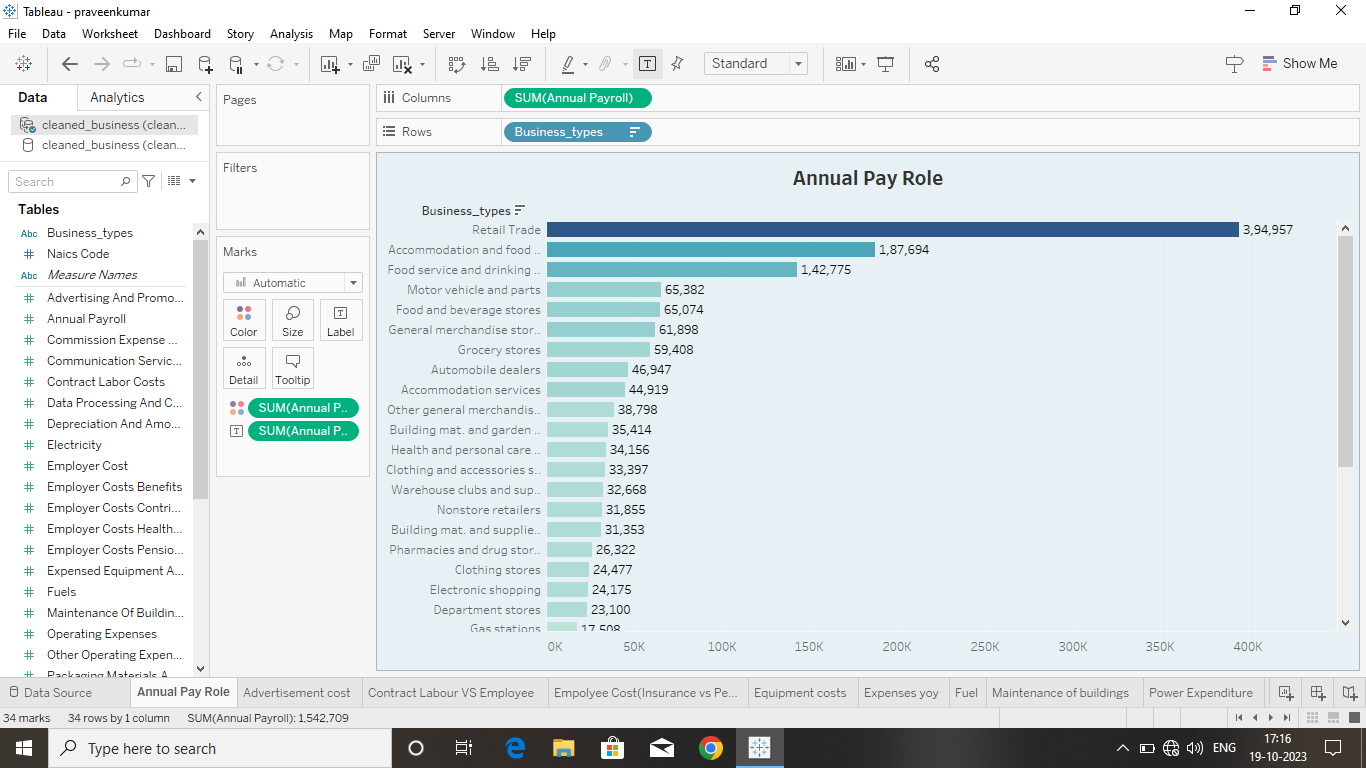 Tableau - praveenkumar
File Data Worksheet Dashboard Story Analysis Map Format Server Window Help
Standard
Show Me
Data Analytics
cleaned_business (clean...
cleaned_business (clean...
Search
Tables
Abc Business_types
# Naics Code
Abc Measure Names
# Advertising And Promo...
# Annual Payroll
# Commission Expense ...
# Communication Servic...
# Contract Labor Costs
# Data Processing And C...
# Depreciation And Amo...
# Electricity
# Employer Cost
# Employer Costs Benefits
# Employer Costs Contri...
# Employer Costs Health...
# Employer Costs Pensio...
# Expensed Equipment A...
# Fuels
# Maintenance Of Buildin...
# Operating Expenses
# Other Operating Expen...
# Packaging Materials A...
Pages
Filters
Marks
Automatic
Color Size Label
Detail Tooltip
SUM(Annual P..
T SUM(Annual P..
Columns SUM(Annual Payroll)
Rows Business_types
Annual Pay Role
Business_types
Retail Trade 3,94,957
Accommodation and food .. 1,87,694
Food service and drinking .. 1,42,775
Motor vehicle and parts 65,382
Food and beverage stores 65,074
General merchandise stor.. 61,898
Grocery stores 59,408
Automobile dealers 46,947
Accommodation services 44,919
Other general merchandis.. 38,798
Building mat. and garden .. 35,414
Health and personal care .. 34,156
Clothing and accessories s.. 33,397
Warehouse clubs and sup.. 32,668
Nonstore retailers 31,855
Building mat. and supplie.. 31,353
Pharmacies and drug stor.. 26,322
Clothing stores 24,477
Electronic shopping 24,175
Department stores 23,100
Gas stations 17,508
0K 50K 100K 150K 200K 250K 300K 350K 400K
Data Source Annual Pay Role Advertisement cost Contract Labour VS Employee Empolyee Cost(Insurance vs Pe... Equipment costs Expenses yoy Fuel Maintenance of buildings Power Expenditure
34 marks 34 rows by 1 column SUM(Annual Payroll): 1,542,709
Type here to search
ENG
17:16
19-10-2023